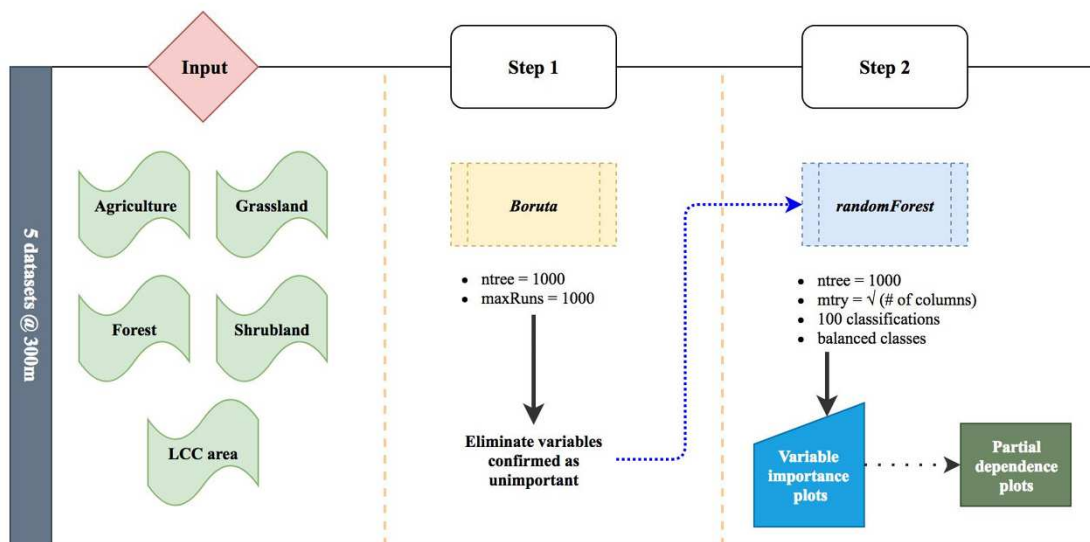 Input
Step 1
Step 2
5 datasets @ 300m
Agriculture
Grassland
Forest
Shrubland
LCC area
Boruta
• ntree = 1000
• maxRuns = 1000
Eliminate variables
confirmed as
unimportant
randomForest
• ntree = 1000
• mtry = √ (# of columns)
• 100 classifications
• balanced classes
Variable
importance
plots
Partial
dependence
plots